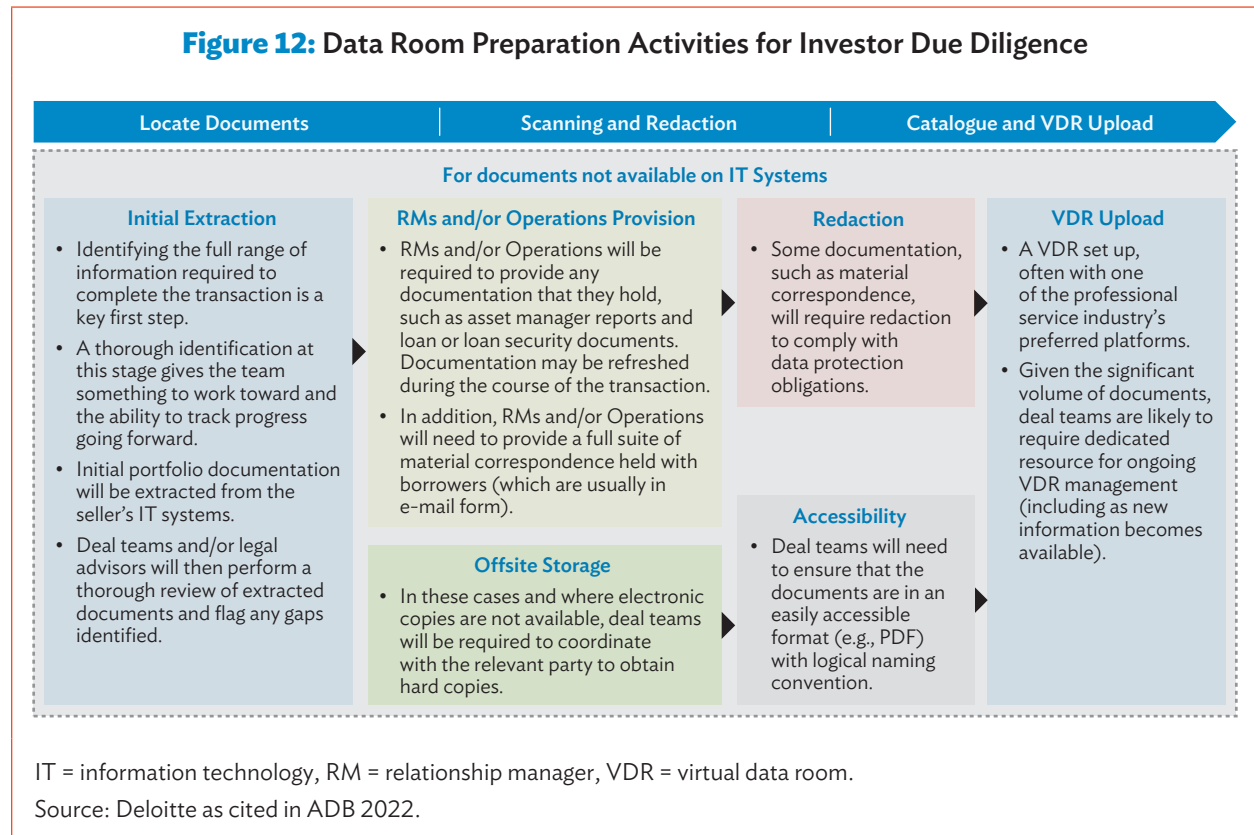 Figure 12: Data Room Preparation Activities for Investor Due Diligence
Locate Documents
Scanning and Redaction
Catalogue and VDR Upload
For documents not available on IT Systems
Initial Extraction
• Identifying the full range of
information required to
complete the transaction is a
key first step.
• A thorough identification at
this stage gives the team
something to work toward and
the ability to track progress
going forward.
• Initial portfolio documentation
will be extracted from the
seller's IT systems.
• Deal teams and/or legal
advisors will then perform a
thorough review of extracted
documents and flag any gaps
identified.
RMs and/or Operations Provision
• RMs and/or Operations will be
required to provide any
documentation that they hold,
such as asset manager reports and
loan or loan security documents.
Documentation may be refreshed
during the course of the transaction.
• In addition, RMs and/or Operations
will need to provide a full suite of
material correspondence held with
borrowers (which are usually in
e-mail form).
Offsite Storage
• In these cases and where electronic
copies are not available, deal teams
will be required to coordinate
with the relevant party to obtain
hard copies.
Redaction
• Some documentation,
such as material
correspondence,
will require redaction
to comply with
data protection
obligations.
Accessibility
• Deal teams will need
to ensure that the
documents are in an
easily accessible
format (e.g., PDF)
with logical naming
convention.
VDR Upload
• A VDR set up,
often with one
of the professional
service industry's
preferred platforms.
• Given the significant
volume of documents,
deal teams are likely to
require dedicated
resource for ongoing
VDR management
(including as new
information becomes
available).
IT = information technology, RM = relationship manager, VDR = virtual data room.
Source: Deloitte as cited in ADB 2022.